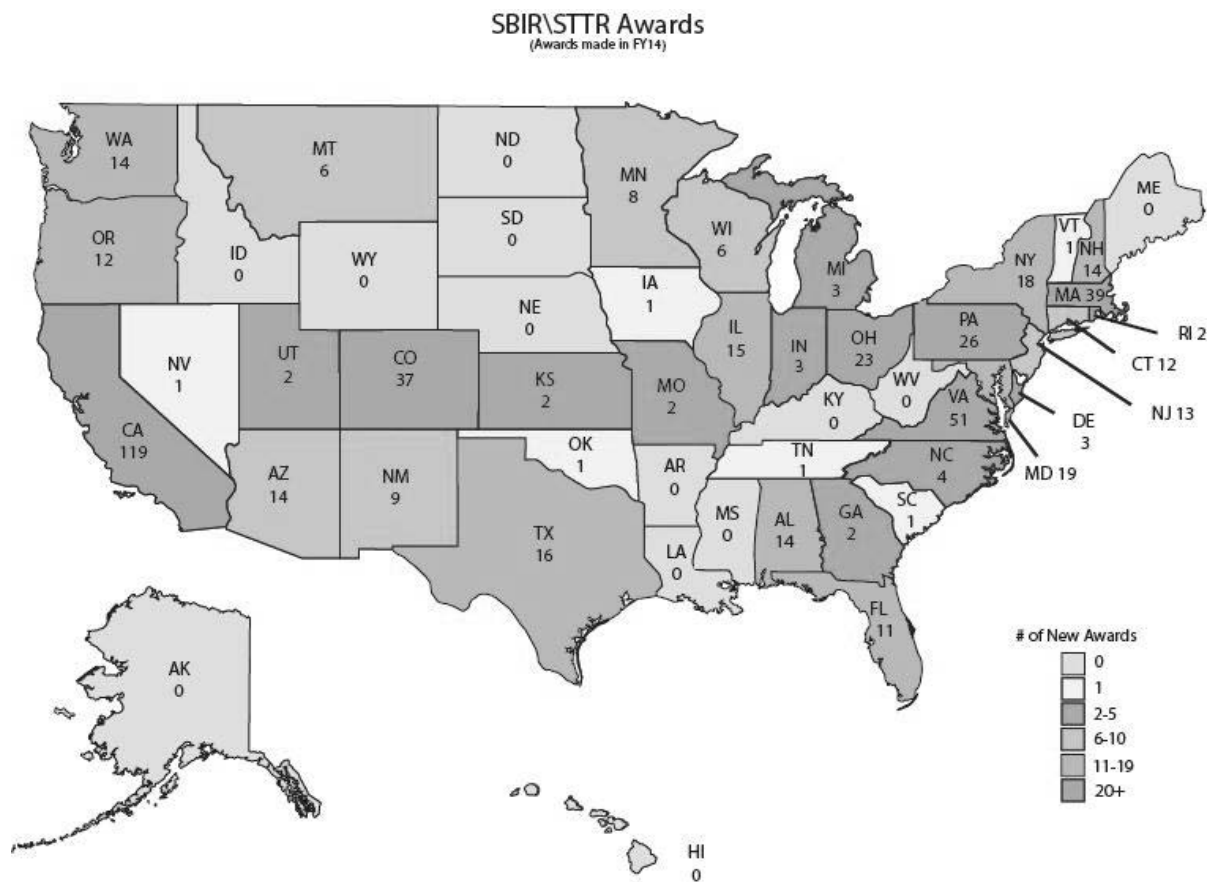 SBIR\STTR Awards
(Awards made in FY14)
WA
14
MT
6
ND
0
MN
8
ME
0
OR
12
ID
0
WY
0
SD
0
WI
6
MI
3
NY
18
VT
1
NH
14
MA 39
RI 2
CT 12
NJ 13
DE
3
MD 19
NV
1
UT
2
CO
37
NE
0
KS
2
IA
1
MO
2
IL
15
IN
3
OH
23
PA
26
WV
0
VA
51
KY
0
CA
119
AZ
14
NM
9
OK
1
AR
0
TN
1
NC
4
SC
1
TX
16
LA
0
MS
0
AL
14
GA
2
FL
11
AK
0
HI
0
# of New Awards
0
1
2-5
6-10
11-19
20+